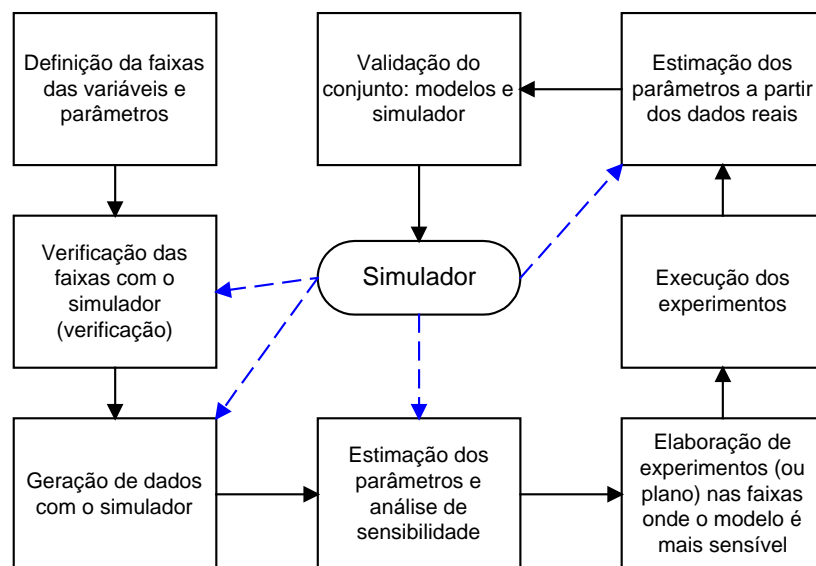 Definição da faixas
das variáveis e
parâmetros
Validação do
conjunto: modelos e
simulador
Estimação dos
parâmetros a partir
dos dados reais
Verificação das
faixas com o
simulador
(verificação)
Simulador
Execução dos
experimentos
Geração de dados
com o simulador
Estimação dos
parâmetros e
análise de
sensibilidade
Elaboração de
experimentos (ou
plano) nas faixas
onde o modelo é
mais sensível